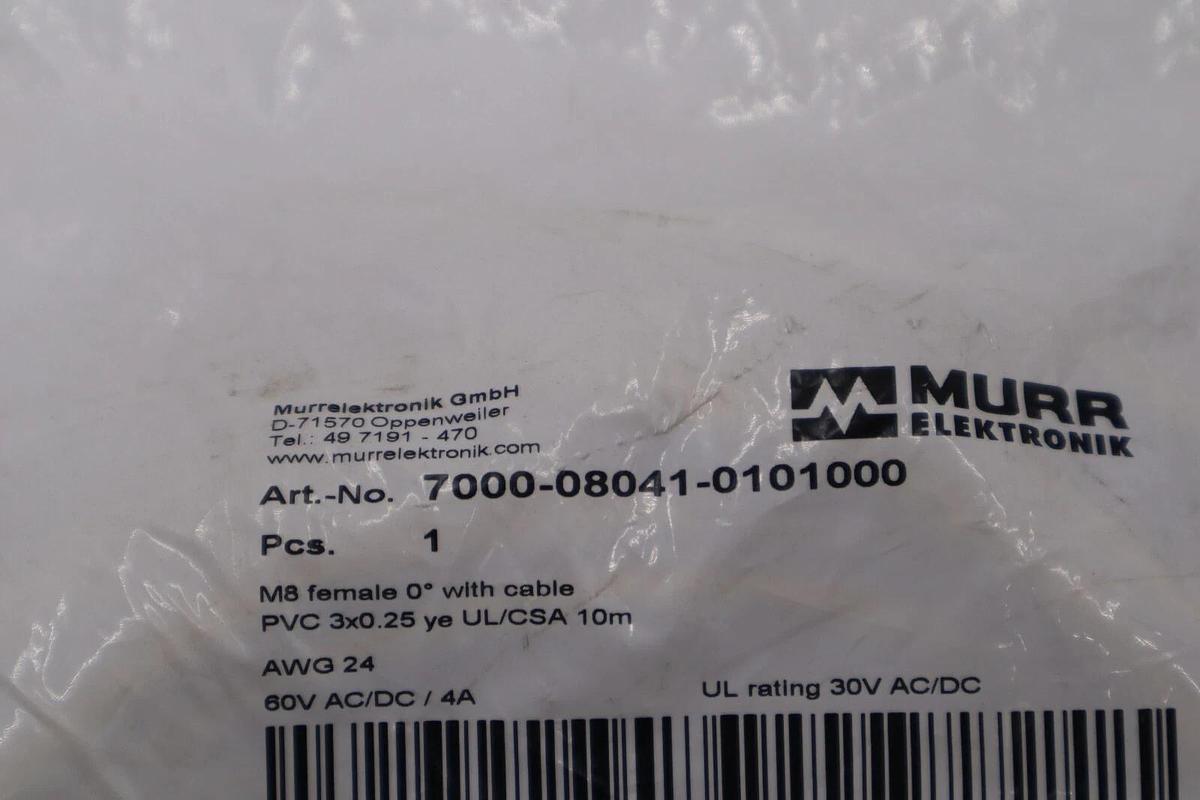 Murrelektronik GmbH
D-71570 Oppenweiler
Tel.: 49 7191 - 470
www.murrelektronik.com
MURR
ELEKTRONIK
Art.-No. 7000-08041-0101000
Pcs. 1
M8 female 0° with cable
PVC 3x0.25 ye UL/CSA 10m
AWG 24
60V AC/DC / 4A UL rating 30V AC/DC